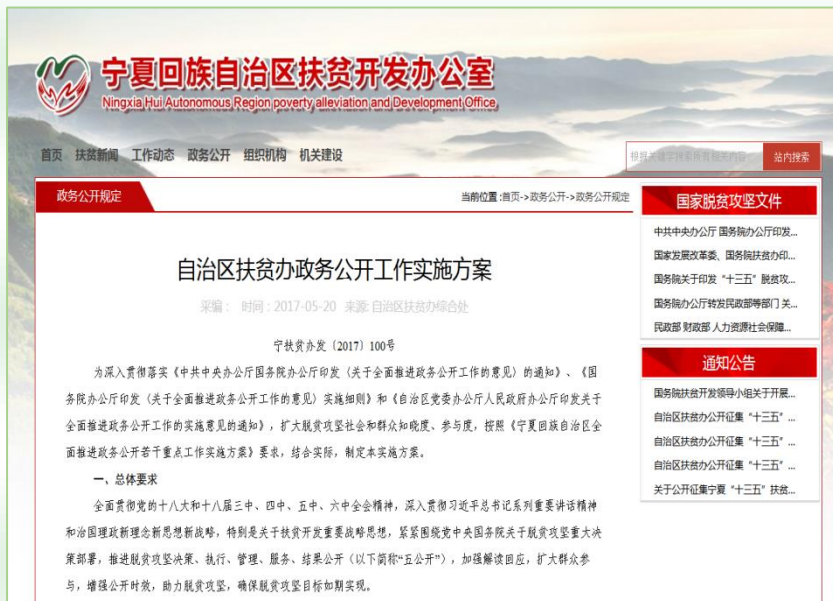 宁夏回族自治区扶贫开发办公室
Ningxia Hui Autonomous Region poverty alleviation and Development Office
首页 扶贫新闻 工作动态 政务公开 组织机构 机关建设
根据关键字搜索所有相关内容 站内搜索
政务公开规定
当前位置:首页->政务公开->政务公开规定
自治区扶贫办政务公开工作实施方案
采编： 时间：2017-05-20 来源:自治区扶贫办综合处
宁扶贫办发〔2017〕100号
为深入贯彻落实《中共中央办公厅国务院办公厅印发〈关于全面推进政务公开工作的意见〉的通知》、《国
务院办公厅印发〈关于全面推进政务公开工作的意见〉实施细则》和《自治区党委办公厅人民政府办公厅印发关于
全面推进政务公开工作的实施意见的通知》，扩大脱贫攻坚社会和群众知晓度、参与度，按照《宁夏回族自治区全
面推进政务公开若干重点工作实施方案》要求，结合实际，制定本实施方案。
一、总体要求
全面贯彻党的十八大和十八届三中、四中、五中、六中全会精神，深入贯彻习近平总书记系列重要讲话精神
和治国理政新理念新思想新战略，特别是关于扶贫开发重要战略思想，紧紧围绕党中央国务院关于脱贫攻坚重大决
策部署，推进脱贫攻坚决策、执行、管理、服务、结果公开（以下简称“五公开”），加强解读回应，扩大群众参
与，增强公开时效，助力脱贫攻坚，确保脱贫攻坚目标如期实现。
国家脱贫攻坚文件
中共中央办公厅 国务院办公厅印发...
国家发展改革委、国务院扶贫办印...
国务院关于印发“十三五”脱贫攻...
国务院办公厅转发民政部等部门 关...
民政部 财政部 人力资源社会保障...
通知公告
国务院扶贫开发领导小组关于开展...
自治区扶贫办公开征集“十三五”...
自治区扶贫办公开征集“十三五”...
自治区扶贫办公开征集“十三五”...
关于公开征集宁夏“十三五”扶贫...